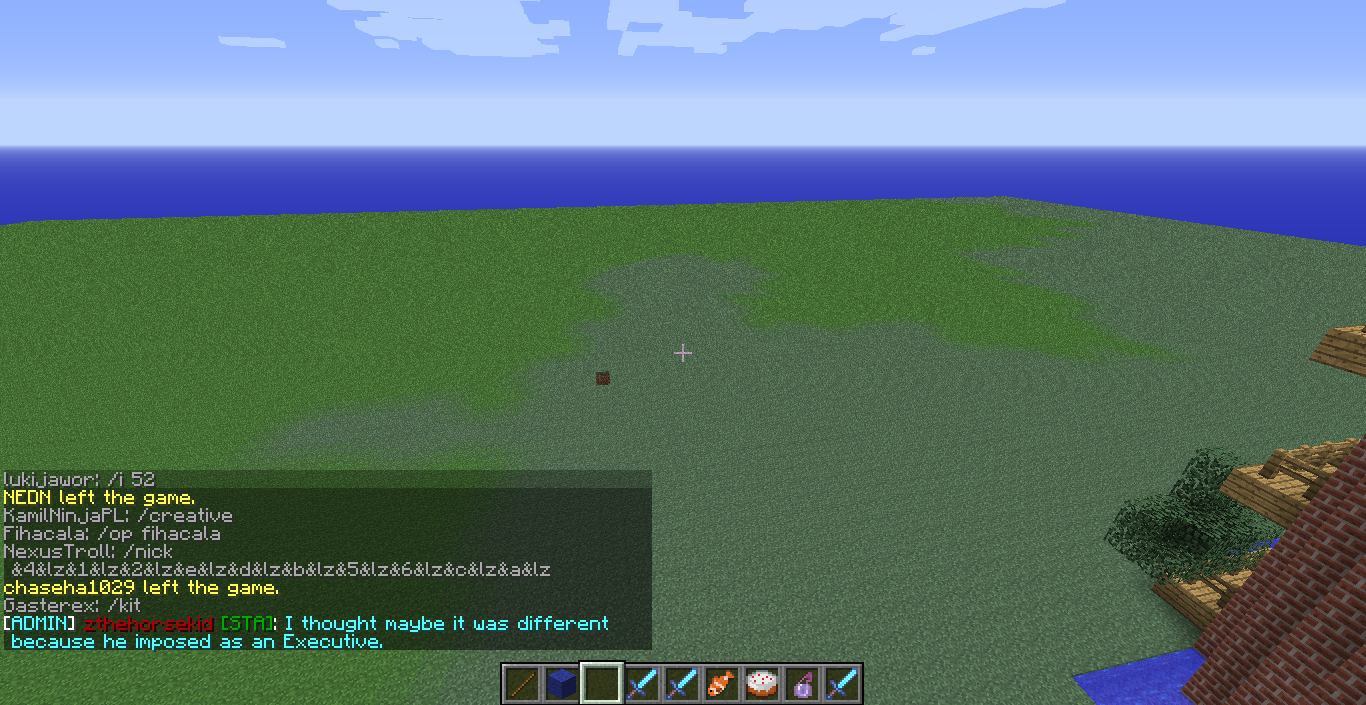 lukijawor: /i 52
NEDN left the game.
KamilNinjaPL: /creative
Fihacala: /op fihacala
NexusTroll: /nick
&4&lz&1&lz&2&lz&e&lz&d&lz&b&lz&5&lz&6&lz&c&lz&a&lz
chaseha1029 left the game.
Gasterex: /kit
[ADMIN] zthehorsekid [STA]: I thought maybe it was different
because he imposed as an Executive.